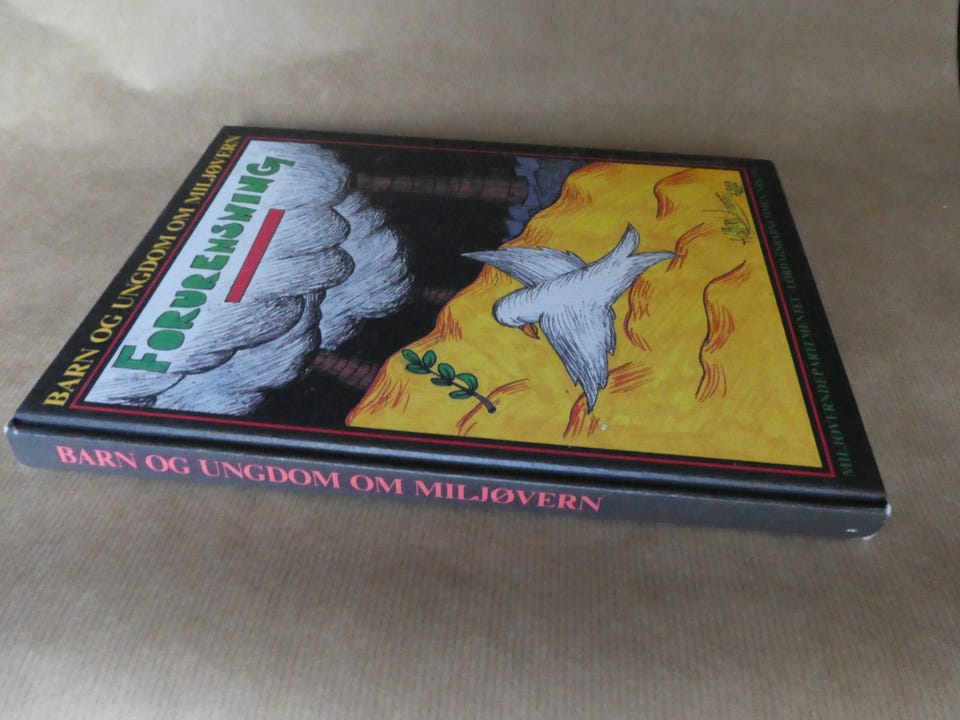 BARN OG UNGDOM OM MILJØVERN
FORURENSNING
MILJØVERNDEPARTEMENTET
BARN OG UNGDOM OM MILJØVERN